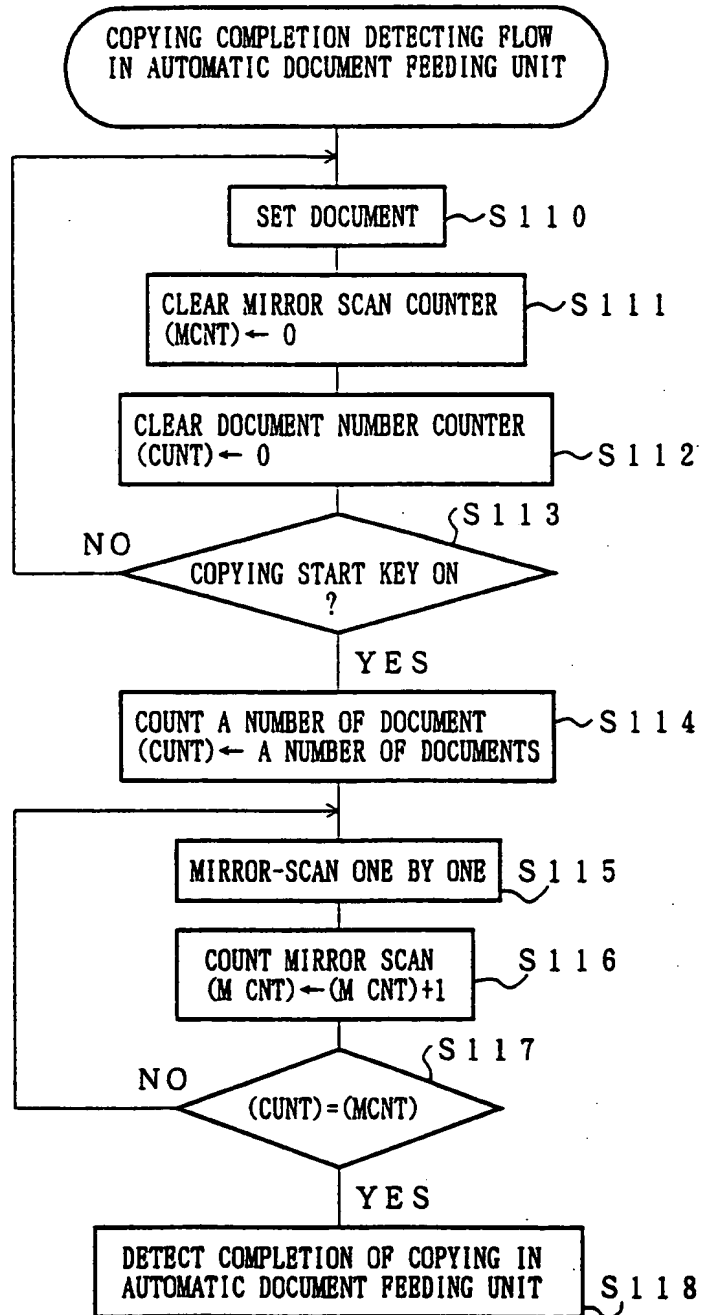 COPYING COMPLETION DETECTING FLOW
IN AUTOMATIC DOCUMENT FEEDING UNIT
SET DOCUMENT
S110
CLEAR MIRROR SCAN COUNTER
(MCNT)← 0
S111
CLEAR DOCUMENT NUMBER COUNTER
(CUNT)← 0
S112
S113
NO
COPYING START KEY ON
?
YES
COUNT A NUMBER OF DOCUMENT
(CUNT)← A NUMBER OF DOCUMENTS
S114
MIRROR-SCAN ONE BY ONE
S115
COUNT MIRROR SCAN
(M CNT)←(M CNT)+1
S116
S117
NO
(CUNT)=(MCNT)
YES
DETECT COMPLETION OF COPYING IN
AUTOMATIC DOCUMENT FEEDING UNIT
S118